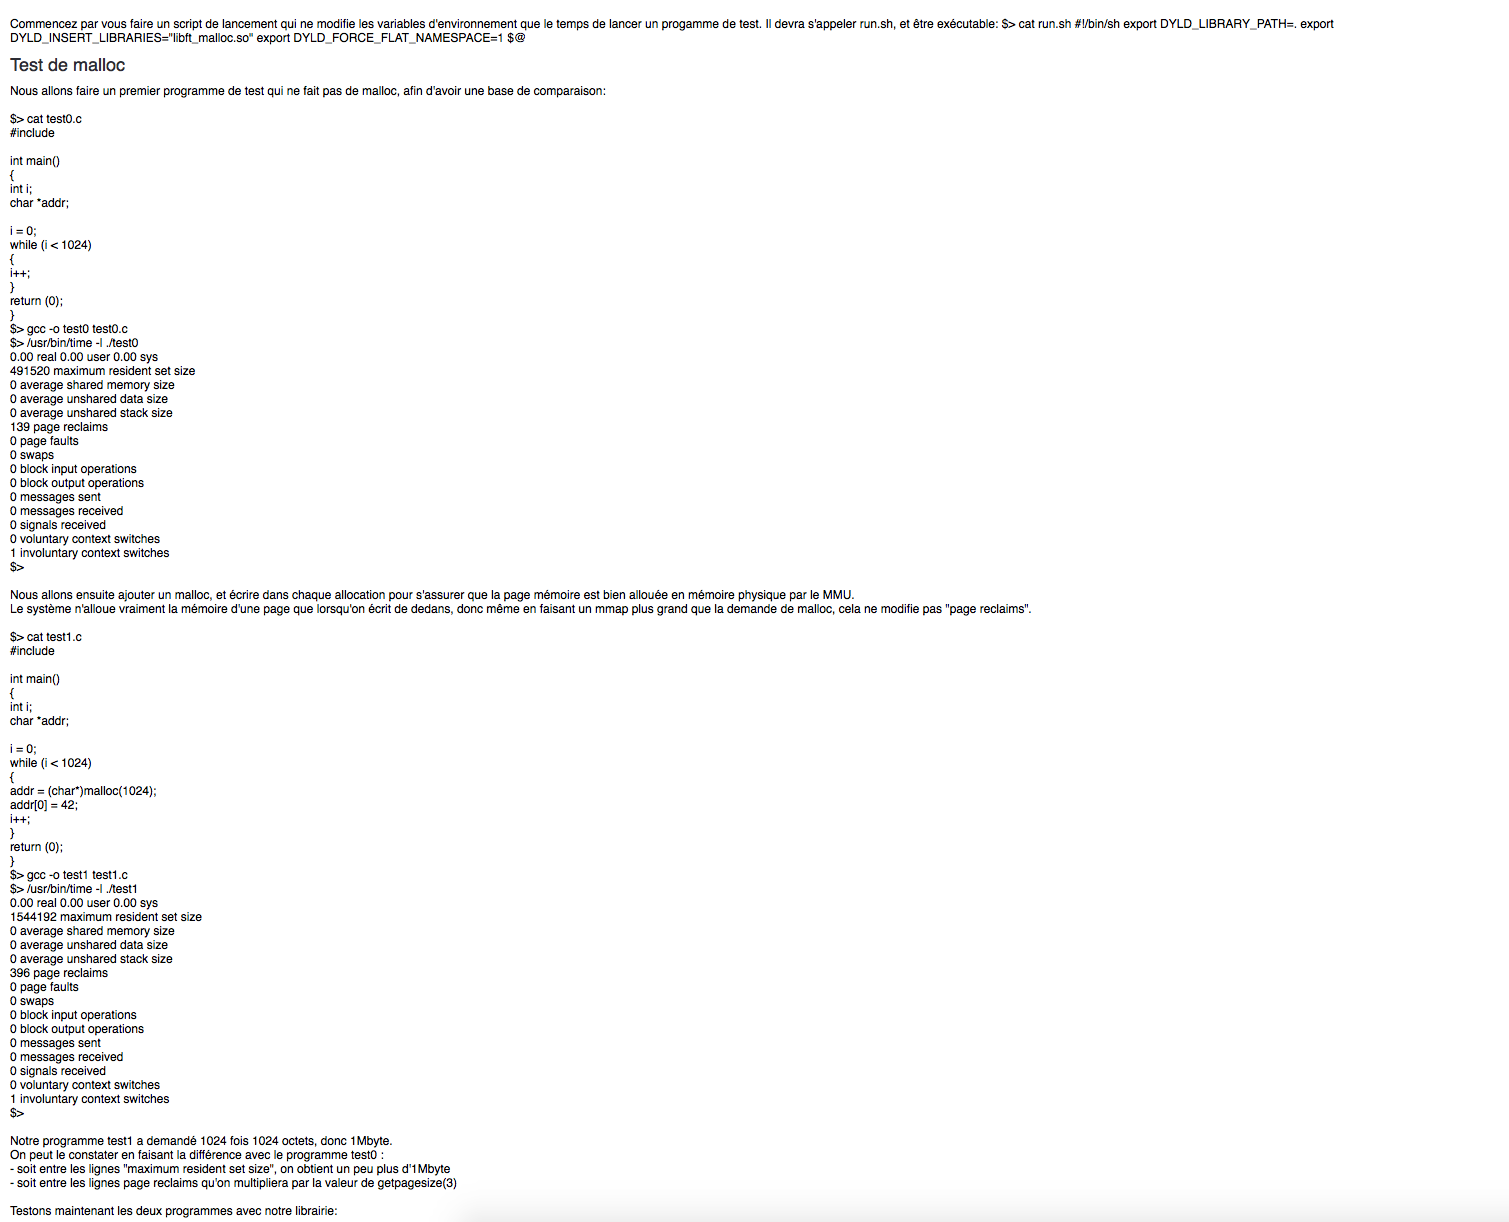 Commencez par vous faire un script de lancement qui ne modifie les variables d'environnement que le temps de lancer un progamme de test. Il devra s'appeler run.sh, et être exécutable: $> cat run.sh #!/bin/sh export DYLD_LIBRARY_PATH=. export
DYLD_INSERT_LIBRARIES="libft_malloc.so" export DYLD_FORCE_FLAT_NAMESPACE=1 $@
Test de malloc
Nous allons faire un premier programme de test qui ne fait pas de malloc, afin d'avoir une base de comparaison:
$> cat test0.c
#include
int main()
{
int i;
char *addr;
i = 0;
while (i < 1024)
{
i++;
}
return (0);
}
$> gcc -o test0 test0.c
$> /usr/bin/time -l ./test0
0.00 real 0.00 user 0.00 sys
491520 maximum resident set size
0 average shared memory size
0 average unshared data size
0 average unshared stack size
139 page reclaims
0 page faults
0 swaps
0 block input operations
0 block output operations
0 messages sent
0 messages received
0 signals received
0 voluntary context switches
1 involuntary context switches
$>
Nous allons ensuite ajouter un malloc, et écrire dans chaque allocation pour s'assurer que la page mémoire est bien allouée en mémoire physique par le MMU.
Le système n'alloue vraiment la mémoire d'une page que lorsqu'on écrit de dedans, donc même en faisant un mmap plus grand que la demande de malloc, cela ne modifie pas "page reclaims".
$> cat test1.c
#include
int main()
{
int i;
char *addr;
i = 0;
while (i < 1024)
{
addr = (char*)malloc(1024);
addr[0] = 42;
i++;
}
return (0);
}
$> gcc -o test1 test1.c
$> /usr/bin/time -l ./test1
0.00 real 0.00 user 0.00 sys
1544192 maximum resident set size
0 average shared memory size
0 average unshared data size
0 average unshared stack size
396 page reclaims
0 page faults
0 swaps
0 block input operations
0 block output operations
0 messages sent
0 messages received
0 signals received
0 voluntary context switches
1 involuntary context switches
$>
Notre programme test1 a demandé 1024 fois 1024 octets, donc 1Mbyte.
On peut le constater en faisant la différence avec le programme test0 :
- soit entre les lignes "maximum resident set size", on obtient un peu plus d'1Mbyte
- soit entre les lignes page reclaims qu'on multipliera par la valeur de getpagesize(3)
Testons maintenant les deux programmes avec notre librairie: